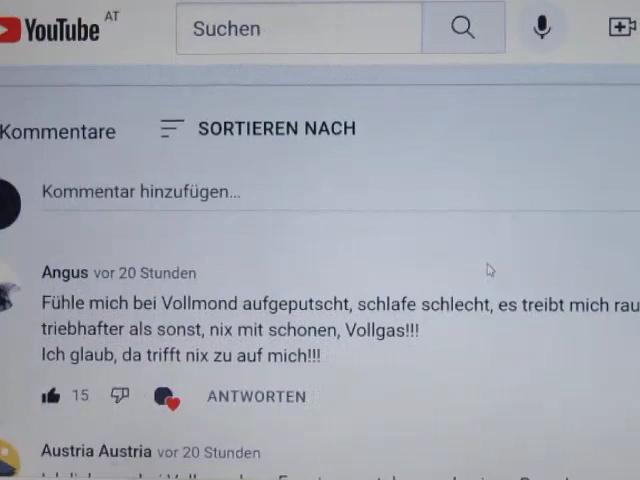 YouTube AT
Suchen
Kommentare
SORTIEREN NACH
Kommentar hinzufügen...
Angus vor 20 Stunden
Fühle mich bei Vollmond aufgeputscht, schlafe schlecht, es treibt mich rau
triebhafter als sonst, nix mit schonen, Vollgas!!!
Ich glaub, da trifft nix zu auf mich!!!
15
ANTWORTEN
Austria Austria vor 20 Stunden